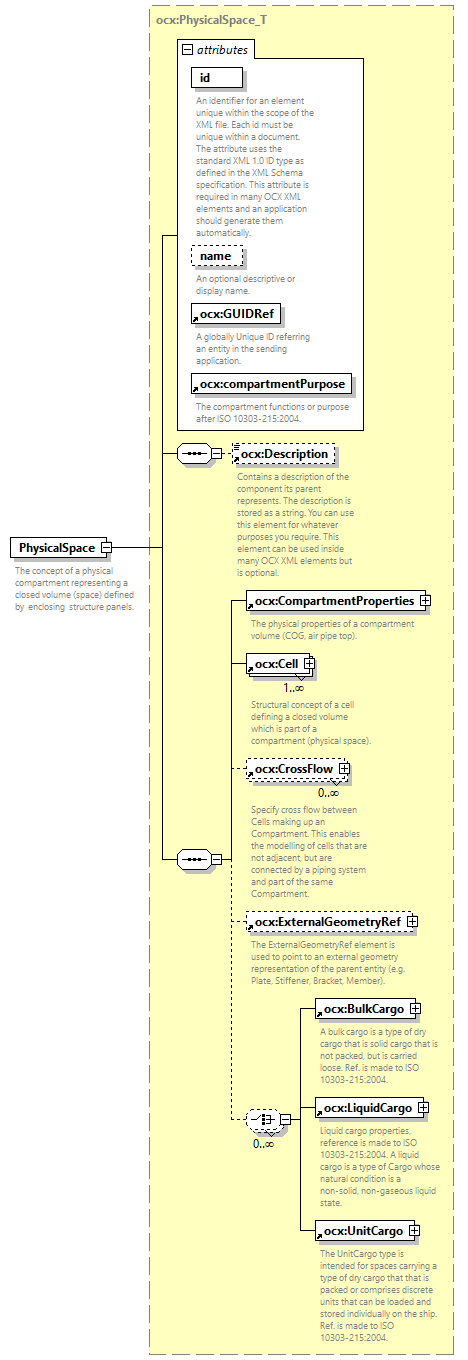 ocx:PhysicalSpace_T
attributes
id
An identifier for an element
unique within the scope of the
XML file. Each id must be
unique within a document.
The attribute uses the
standard XML 1.0 ID type as
defined in the XML Schema
specification. This attribute is
required in many OCX XML
elements and an application
should generate them
automatically.
name
An optional descriptive or
display name.
ocx:GUIDRef
A globally Unique ID referring
an entity in the sending
application.
ocx:compartmentPurpose
The compartment functions or purpose
after ISO 10303-215:2004.
ocx:Description
Contains a description of the
component its parent
represents. The description is
stored as a string. You can use
this element for whatever
purposes you require. This
element can be used inside
many OCX XML elements but
is optional.
PhysicalSpace
The concept of a physical
compartment representing a
closed volume (space) defined
by enclosing structure panels.
ocx:CompartmentProperties
The physical properties of a compartment
volume (COG, air pipe top).
ocx:Cell
1..∞
Structural concept of a cell
defining a closed volume
which is part of a
compartment (physical space).
ocx:CrossFlow
0..∞
Specify cross flow between
Cells making up an
Compartment. This enables
the modelling of cells that are
not adjacent, but are
connected by a piping system
and part of the same
Compartment.
ocx:ExternalGeometryRef
The ExternalGeometryRef element is
used to point to an external geometry
representation of the parent entity (e.g.
Plate, Stiffener, Bracket, Member).
ocx:BulkCargo
A bulk cargo is a type of dry
cargo that is solid cargo that is
not packed, but is carried
loose. Ref. is made to ISO
10303-215:2004.
ocx:LiquidCargo
0..∞
Liquid cargo properties,
reference is made to ISO
10303-215:2004. A liquid
cargo is a type of Cargo whose
natural condition is a
non-solid, non-gaseous liquid
state.
ocx:UnitCargo
The UnitCargo type is
intended for spaces carrying a
type of dry cargo that that is
packed or comprises discrete
units that can be loaded and
stored individually on the ship.
Ref. is made to ISO
10303-215:2004.